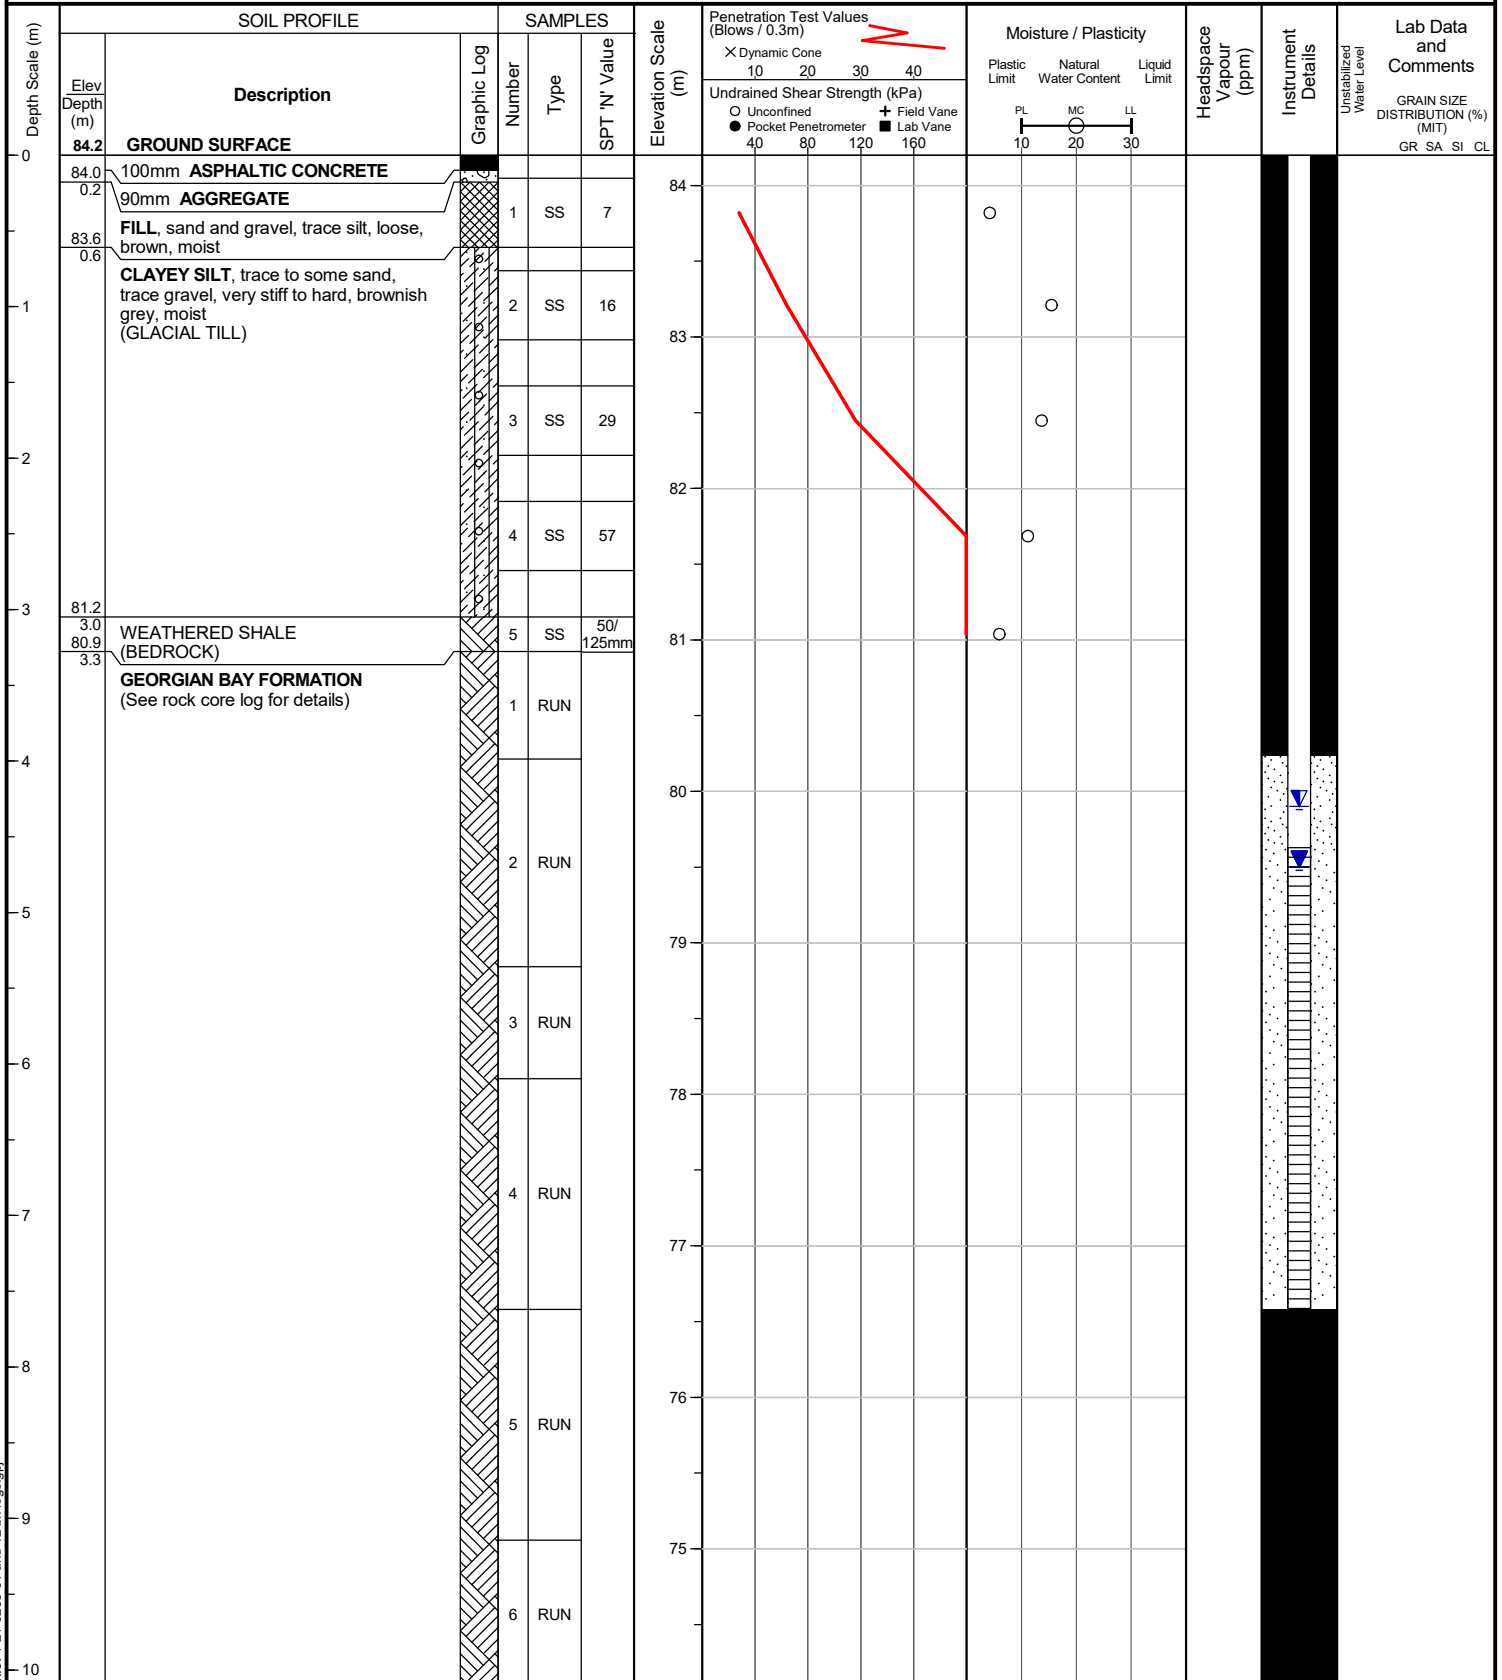 SOIL PROFILE
SAMPLES
Depth Scale (m)
Elev
Depth
(m)
Description
Graphic Log
Number
Type
SPT 'N' Value
Elevation Scale
(m)
Penetration Test Values
(Blows / 0.3m)
X Dynamic Cone
10 20 30 40
Undrained Shear Strength (kPa)
Unconfined
Field Vane
Pocket Penetrometer
Lab Vane
40 80 120 160
Moisture / Plasticity
Plastic
Limit
Natural
Water Content
Liquid
Limit
PL MC LL
10 20 30
Headspace
Vapour
(ppm)
Instrument
Details
Unstabilized
Water Level
Lab Data
and
Comments
GRAIN SIZE
DISTRIBUTION (%)
(MIT)
GR SA SI CL
84.2 GROUND SURFACE
0
84.0 100mm ASPHALTIC CONCRETE
0.2
90mm AGGREGATE
1 SS 7
84
FILL, sand and gravel, trace silt, loose,
brown, moist
83.6
0.6
CLAYEY SILT, trace to some sand,
trace gravel, very stiff to hard, brownish
grey, moist
(GLACIAL TILL)
1
2 SS 16
83
3 SS 29
2
82
4 SS 57
3
81.2
3.0
80.9
3.3
WEATHERED SHALE
(BEDROCK)
5 SS 50/
125mm
81
GEORGIAN BAY FORMATION
(See rock core log for details)
1 RUN
4
80
2 RUN
5
79
3 RUN
6
78
4 RUN
7
77
8
76
5 RUN
9
75
6 RUN
10